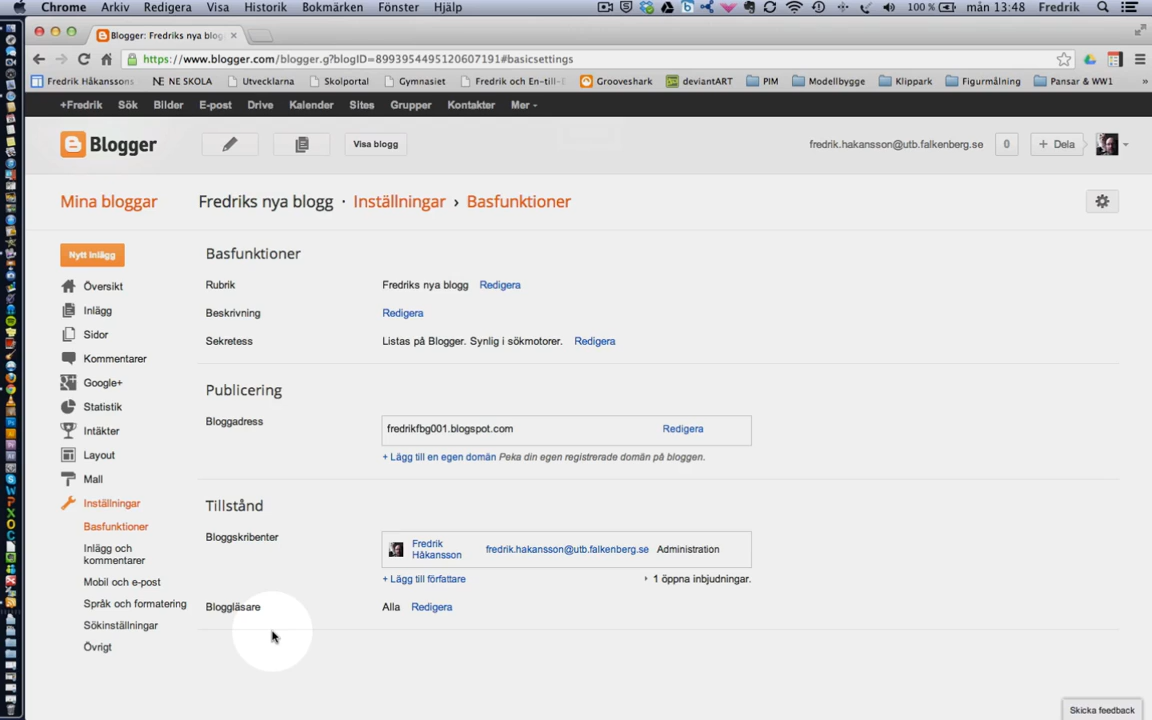 Chrome Arkiv Redigera Visa Historik Bokmärken Fönster Hjälp 100 % mån 13:48 Fredrik
Blogger: Fredriks nya blog
https://www.blogger.com/blogger.g?blogID=8993954495120607191#basicsettings
Fredrik Håkanssons NE NE SKOLA Utvecklarna Skolportal Gymnasiet Fredrik och En-till-E Grooveshark deviantART PIM Modellbygge Klippark Figurmålning Pansar & WW1 »
+Fredrik Sök Bilder E-post Drive Kalender Sites Grupper Kontakter Mer
Blogger Visa blogg fredrik.hakansson@utb.falkenberg.se 0 + Dela
Mina bloggar Fredriks nya blogg · Inställningar › Basfunktioner
Nytt inlägg
Översikt
Inlägg
Sidor
Kommentarer
Google+
Statistik
Intäkter
Layout
Mall
Inställningar
Basfunktioner
Inlägg och
kommentarer
Mobil och e-post
Språk och formatering
Sökinställningar
Övrigt
Basfunktioner
Rubrik Fredriks nya blogg Redigera
Beskrivning Redigera
Sekretess Listas på Blogger. Synlig i sökmotorer. Redigera
Publicering
Bloggadress fredrikfbg001.blogspot.com Redigera
+ Lägg till en egen domän Peka din egen registrerade domän på bloggen.
Tillstånd
Bloggskribenter Fredrik
Håkansson fredrik.hakansson@utb.falkenberg.se Administration
+ Lägg till författare 1 öppna inbjudningar.
Bloggläsare Alla Redigera
Skicka feedback